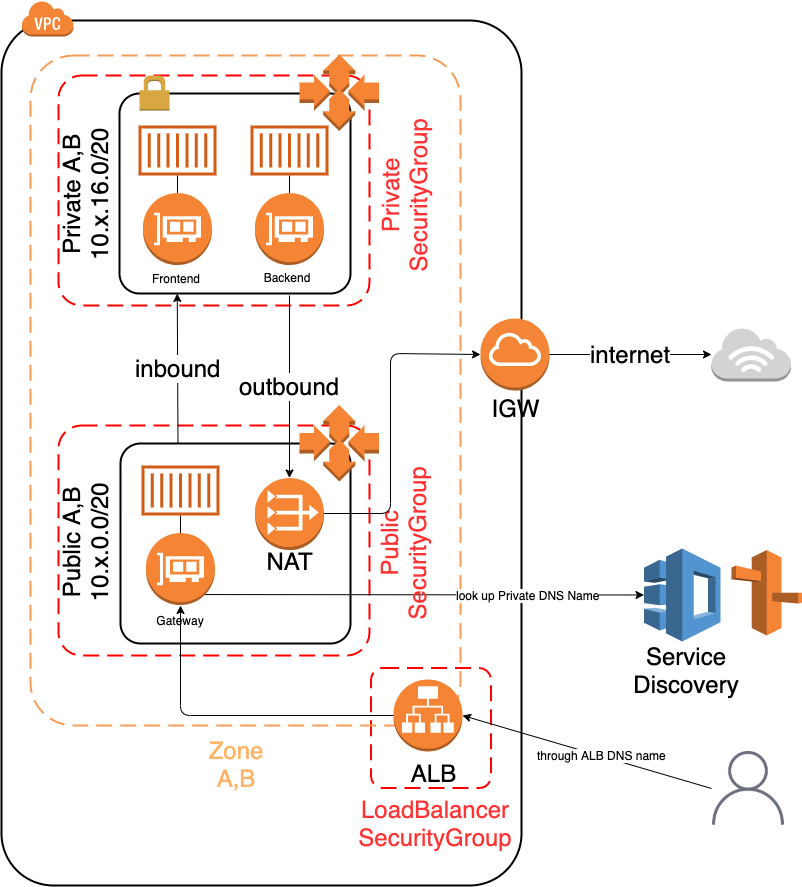 VPC
Private A,B
10.x.16.0/20
Frontend
Backend
Private
SecurityGroup
inbound
outbound
IGW
internet
Public A,B
10.x.0.0/20
NAT
Gateway
Public
SecurityGroup
look up Private DNS Name
Service
Discovery
Zone
A,B
ALB
LoadBalancer
SecurityGroup
through ALB DNS name